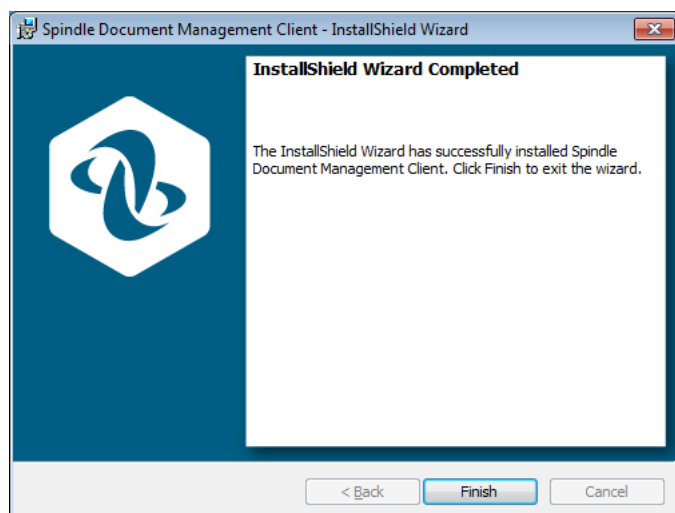 Spindle Document Management Client - InstallShield Wizard
InstallShield Wizard Completed
The InstallShield Wizard has successfully installed Spindle
Document Management Client. Click Finish to exit the wizard.
< Back
Finish
Cancel